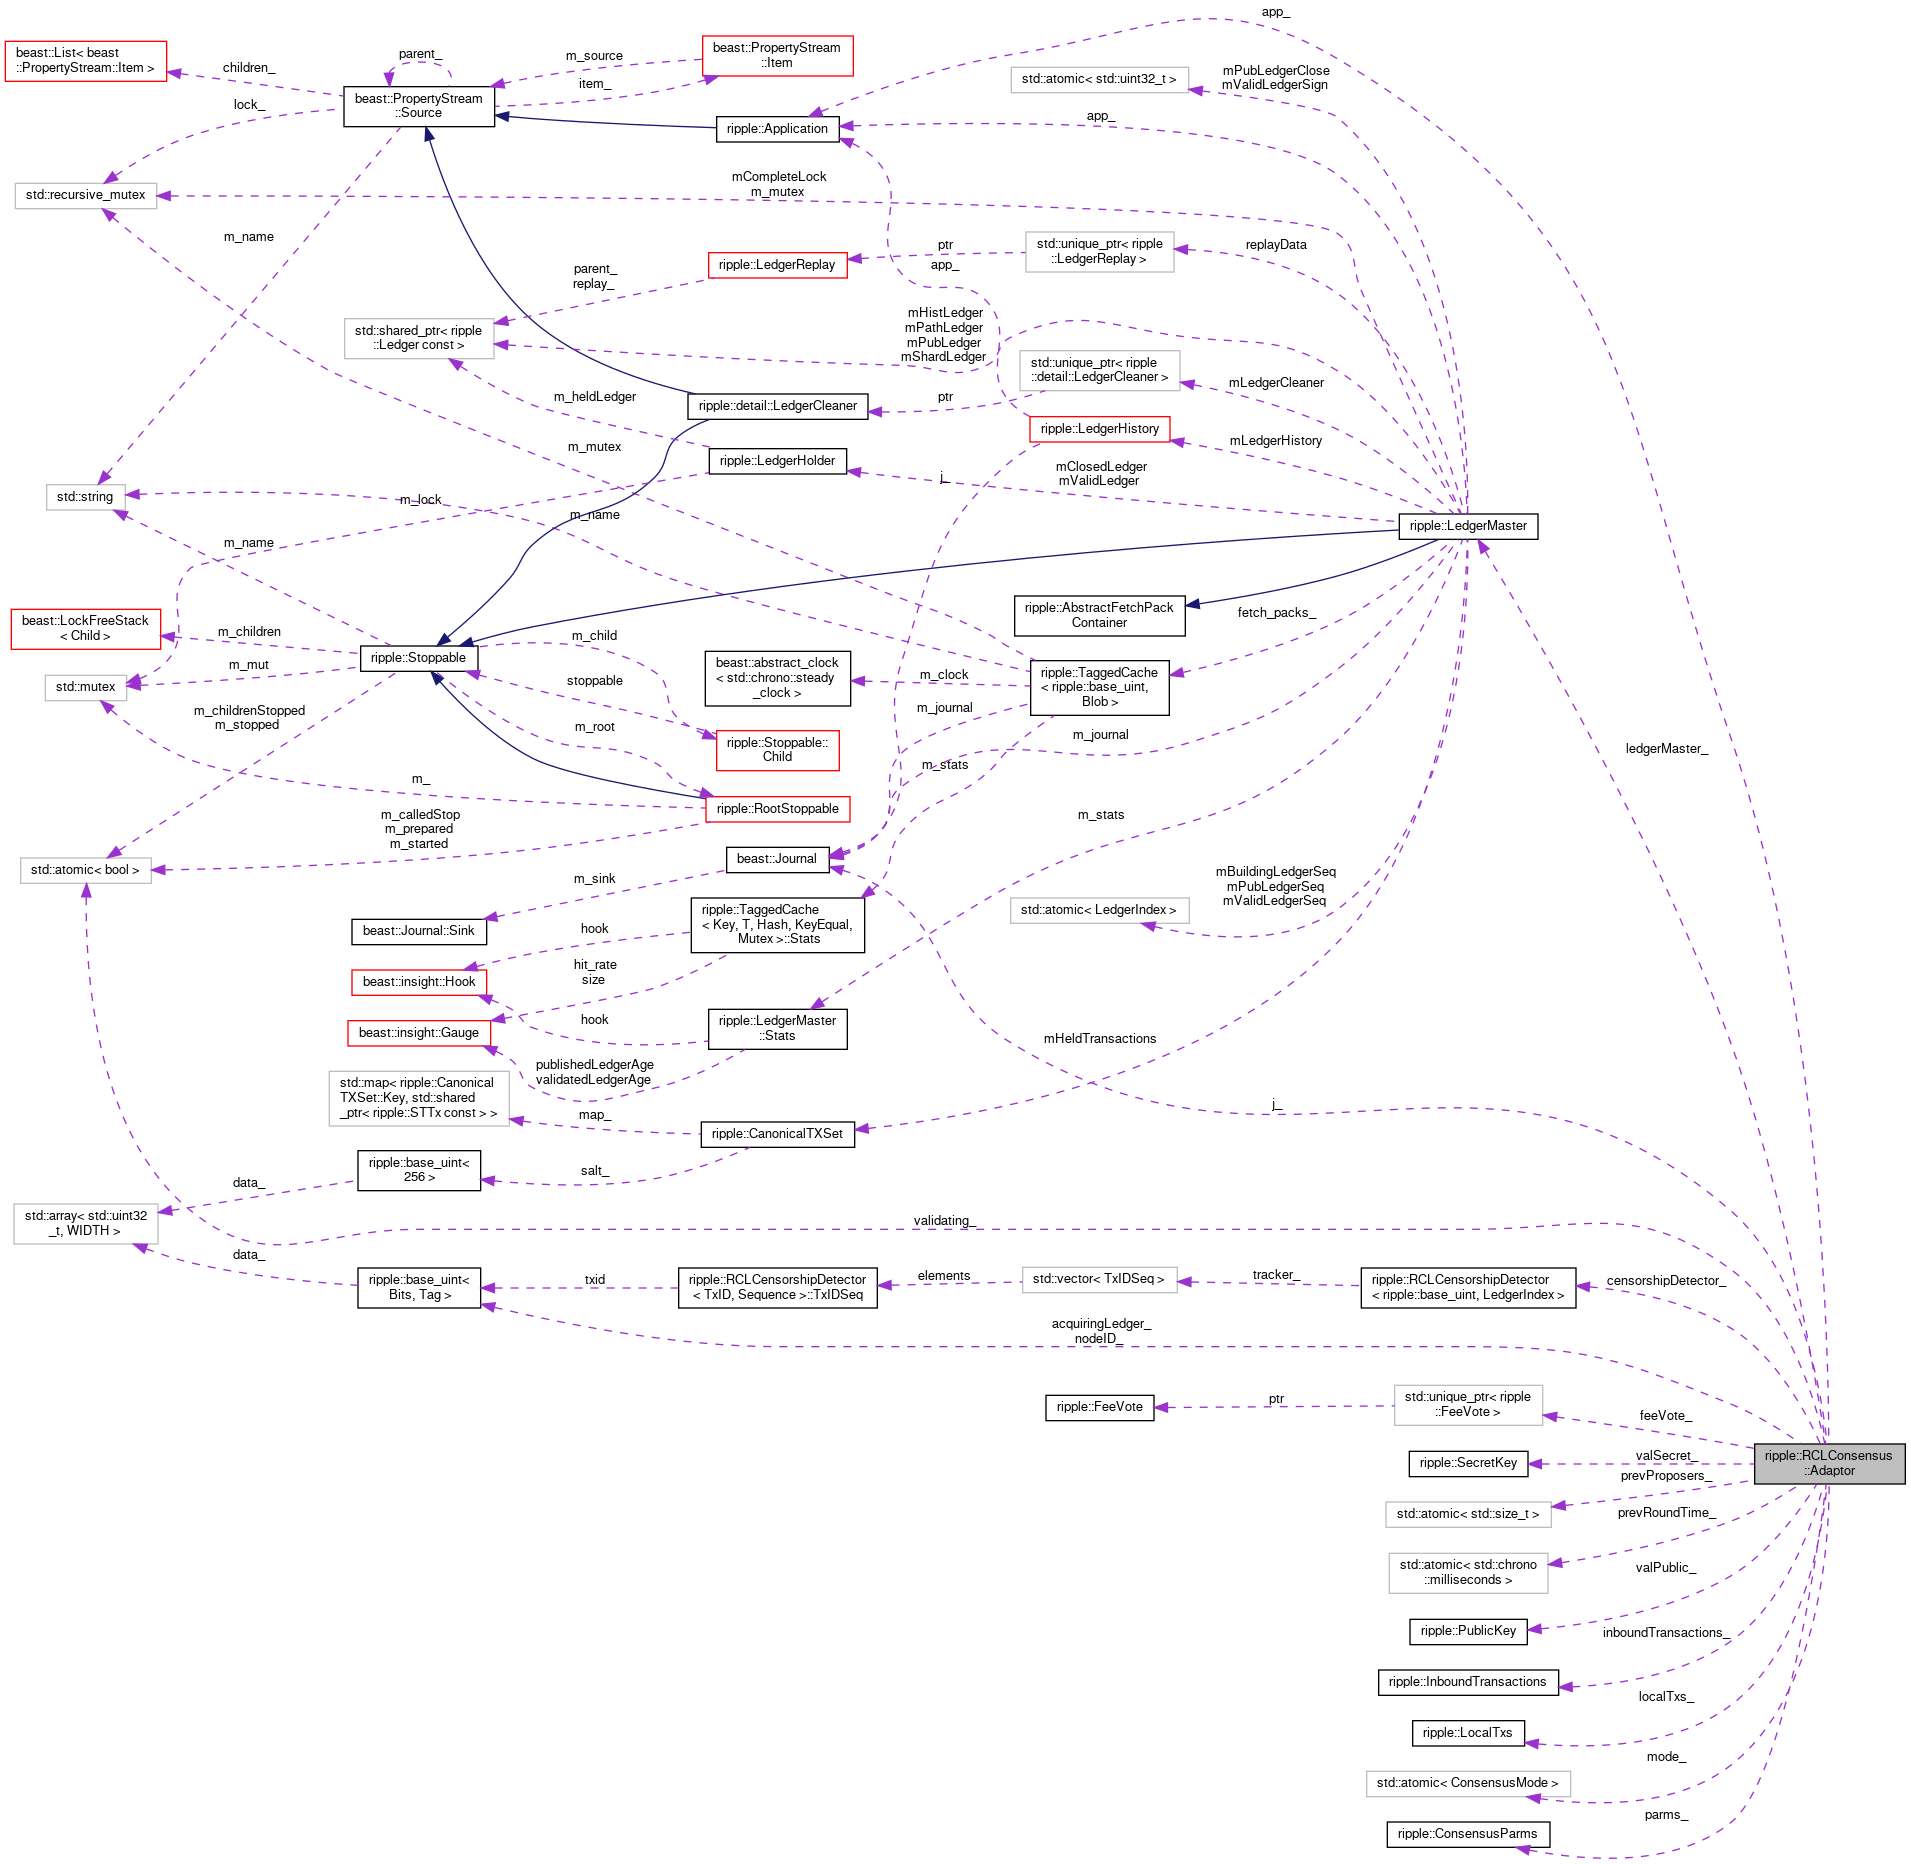 app_
beast::List< beast
::PropertyStream::Item >
children_
parent_
m_source
item_
beast::PropertyStream
::Item
std::atomic< std::uint32_t >
mPubLedgerClose
mValidLedgerSign
lock_
beast::PropertyStream
::Source
ripple::Application
app_
std::recursive_mutex
mCompleteLock
m_mutex
m_name
ptr
app_
std::unique_ptr< ripple
::LedgerReplay >
replayData
parent_
replay_
ripple::LedgerReplay
std::shared_ptr< ripple
::Ledger const >
mHistLedger
mPathLedger
mPubLedger
mShardLedger
std::unique_ptr< ripple
::detail::LedgerCleaner >
mLedgerCleaner
m_heldLedger
ripple::detail::LedgerCleaner
ptr
ripple::LedgerHistory
mLedgerHistory
m_mutex
ripple::LedgerHolder
j_
mClosedLedger
mValidLedger
std::string
m_lock
m_name
ripple::LedgerMaster
m_name
beast::LockFreeStack
< Child >
m_children
m_child
ripple::AbstractFetchPack
Container
fetch_packs_
ripple::Stoppable
std::mutex
m_mut
stoppable
beast::abstract_clock
< std::chrono::steady
_clock >
m_clock
ripple::TaggedCache
< ripple::base_uint,
Blob >
m_childrenStopped
m_stopped
m_root
m_journal
m_journal
ledgerMaster_
ripple::Stoppable::
Child
m_stats
m_
ripple::RootStoppable
m_calledStop
m_prepared
m_started
m_stats
std::atomic< bool >
beast::Journal
m_sink
mBuildingLedgerSeq
mPubLedgerSeq
mValidLedgerSeq
std::atomic< LedgerIndex >
beast::Journal::Sink
hook
ripple::TaggedCache
< Key, T, Hash, KeyEqual,
Mutex >::Stats
beast::insight::Hook
hit_rate
size
beast::insight::Gauge
hook
ripple::LedgerMaster
::Stats
mHeldTransactions
publishedLedgerAge
validatedLedgerAge
std::map< ripple::Canonical
TXSet::Key, std::shared
_ptr< ripple::STTx const > >
map_
ripple::CanonicalTXSet
j_
ripple::base_uint<
256 >
salt_
data_
std::array< std::uint32
_t, WIDTH >
validating_
data_
ripple::base_uint<
Bits, Tag >
txid
ripple::RCLCensorshipDetector
< TxID, Sequence >::TxIDSeq
elements
std::vector< TxIDSeq >
tracker_
ripple::RCLCensorshipDetector
< ripple::base_uint, LedgerIndex >
censorshipDetector_
acquiringLedger_
nodeID_
ripple::FeeVote
ptr
std::unique_ptr< ripple
::FeeVote >
feeVote_
ripple::RCLConsensus
::Adaptor
ripple::SecretKey
valSecret_
prevProposers_
std::atomic< std::size_t >
prevRoundTime_
std::atomic< std::chrono
::milliseconds >
valPublic_
ripple::PublicKey
inboundTransactions_
ripple::InboundTransactions
localTxs_
ripple::LocalTxs
mode_
std::atomic< ConsensusMode >
parms_
ripple::ConsensusParms